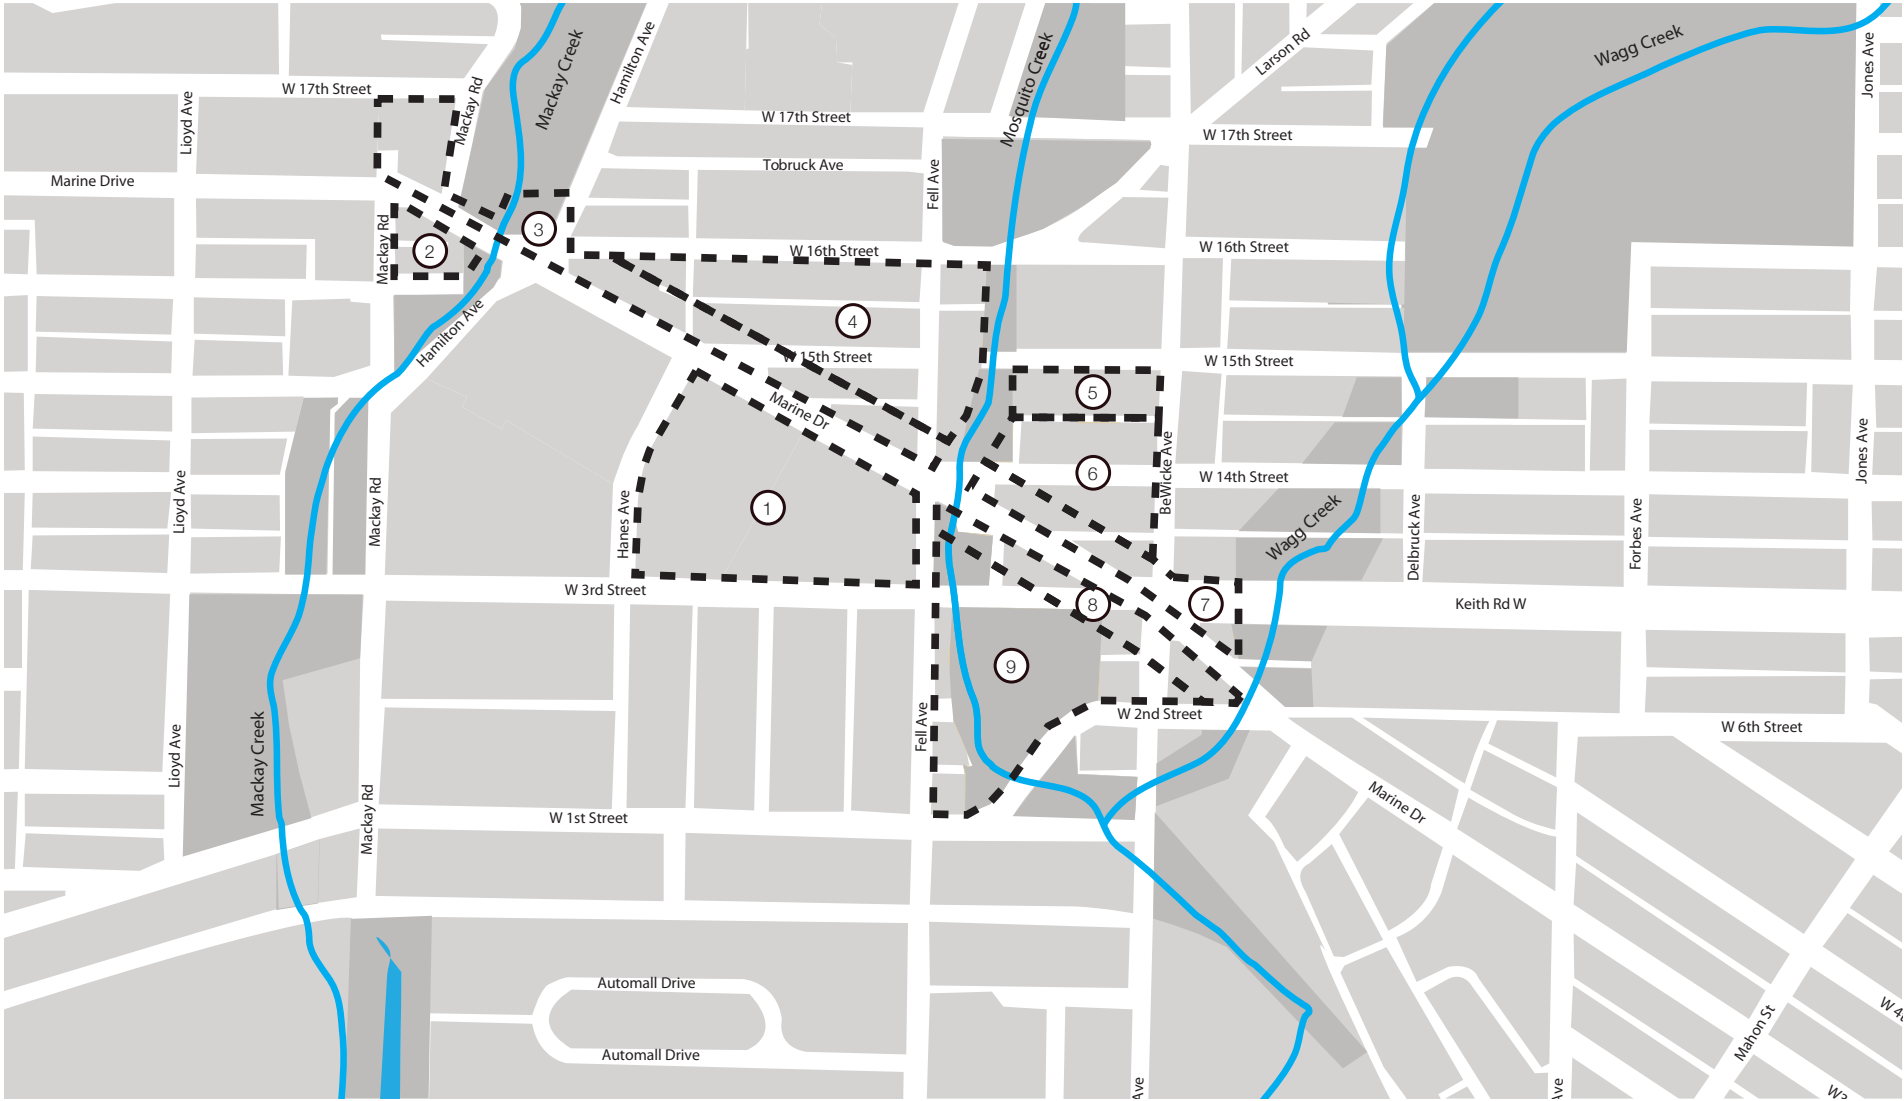 Mackay Creek
Hamilton Ave
Mosquito Creek
Larson Rd
Wagg Creek
Jones Ave
W 17th Street
Mackay Rd
Lloyd Ave
W 17th Street
W 17th Street
Tobruck Ave
Fell Ave
Marine Drive
Mackay Rd
2
3
W 16th Street
W 16th Street
Hamilton Ave
4
W 15th Street
W 15th Street
5
Marine Dr
BeWicke Ave
6
W 14th Street
Jones Ave
Lloyd Ave
Mackay Rd
Hanes Ave
1
Wagg Creek
Delbruck Ave
Forbes Ave
W 3rd Street
8
7
Keith Rd W
9
Fell Ave
W 2nd Street
W 6th Street
Lloyd Ave
Mackay Creek
Mackay Rd
W 1st Street
Marine Dr
Automall Drive
Automall Drive
Mahon St
W 4
Ave
Ave
W3